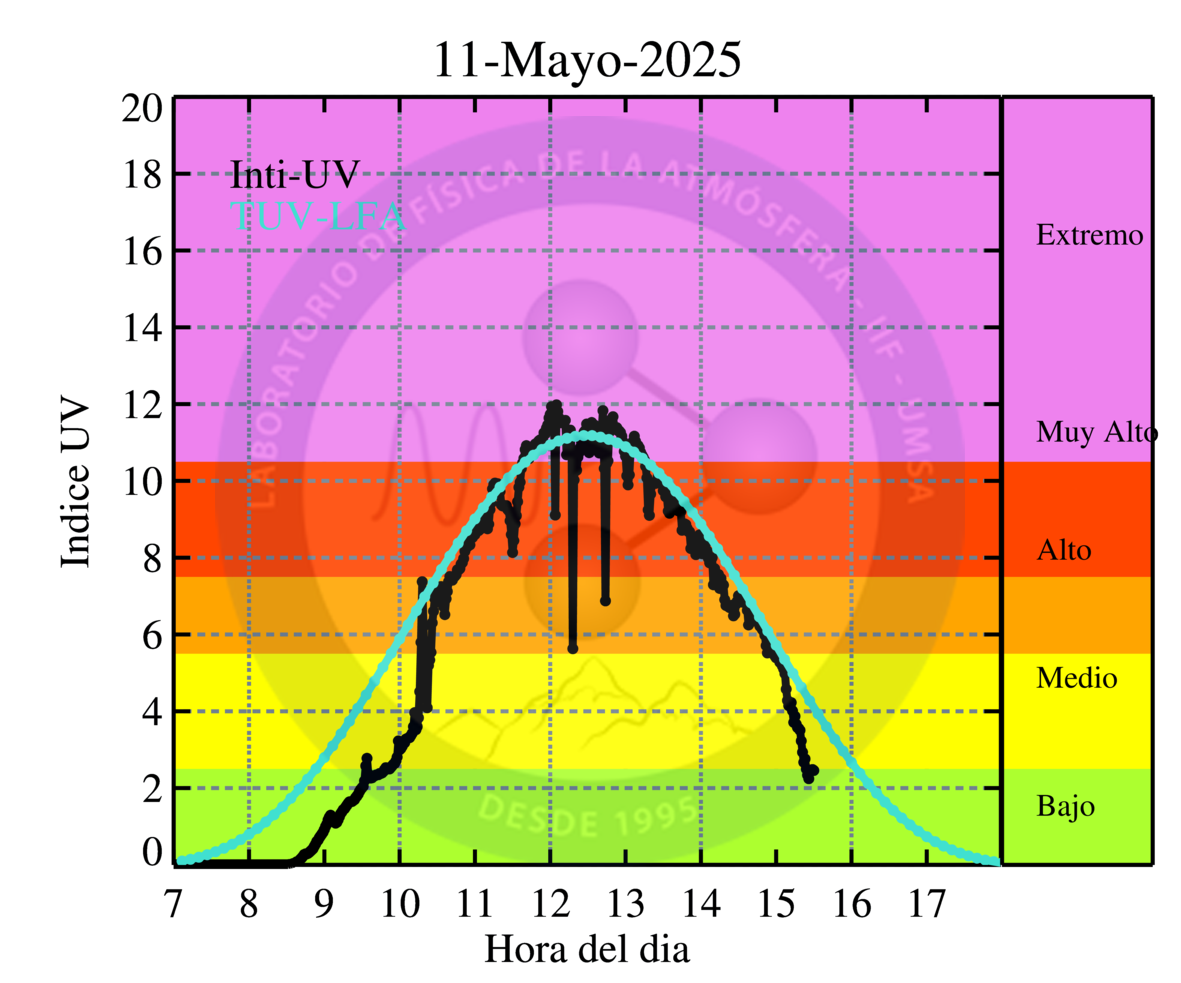 11-Mayo-2025
Indice UV
20
18
16
14
12
10
8
6
4
2
0
Inti-UV
TUV-LFA
LABORATORIO DE FÍSICA DE LA ATMÓSFERA - IIF - UMSA
DESDE 1995
Extremo
Muy Alto
Alto
Medio
Bajo
7 8 9 10 11 12 13 14 15 16 17
Hora del dia